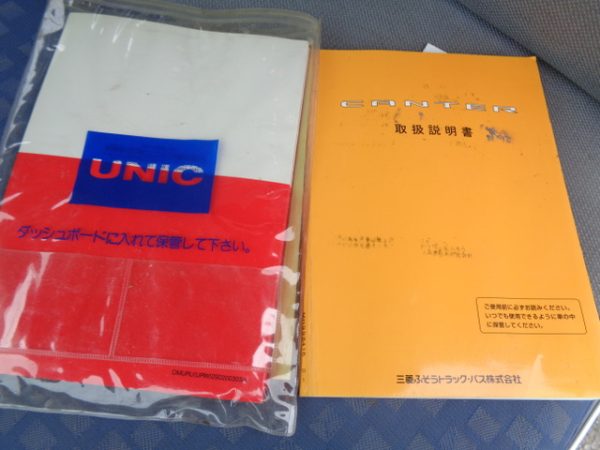 UNIC
ダッシュボードに入れて保管して下さい。
CANTER
取扱説明書
ご使用前に必ずお読みください。
いつでも使用できるように車の中
に保管してください。
三菱ふそうトラック・バス株式会社